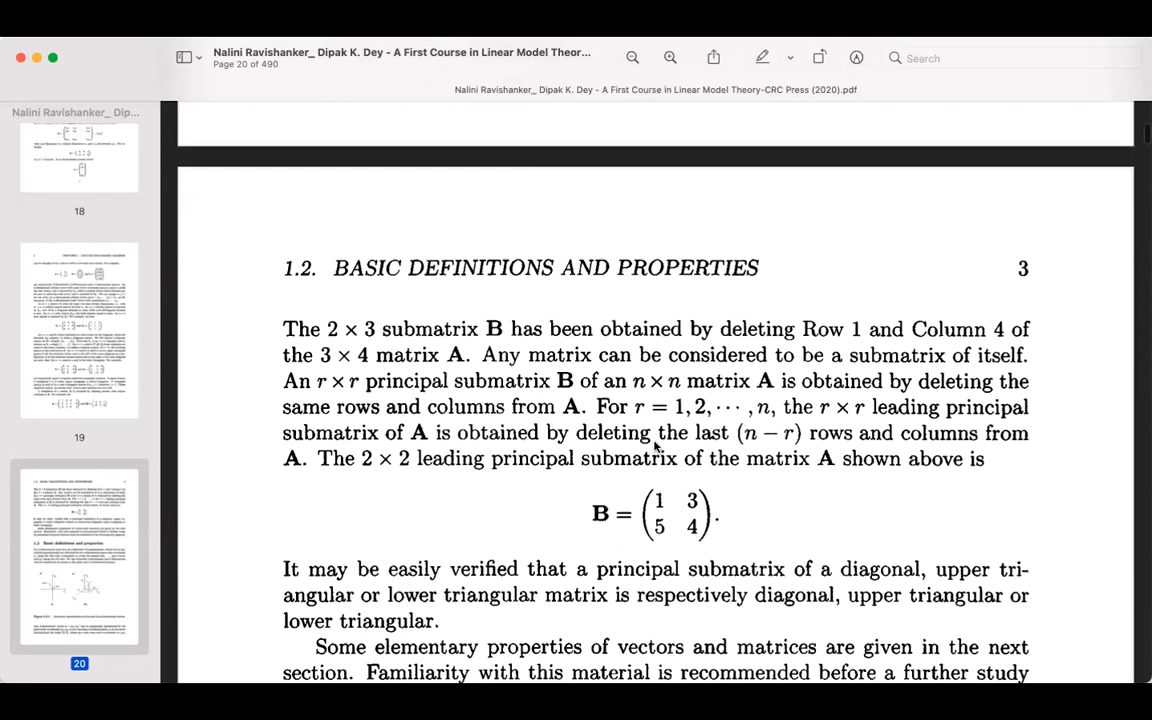 Nalini Ravishanker_ Dipak K. Dey - A First Course in Linear Model Theor...
Page 20 of 490
Search
Nalini Ravishanker_ Dipak K. Dey - A First Course in Linear Model Theory-CRC Press (2020).pdf
Nalini Ravishanker_ Dip...
18
19
20
1.2. BASIC DEFINITIONS AND PROPERTIES 3
The 2 × 3 submatrix B has been obtained by deleting Row 1 and Column 4 of
the 3 × 4 matrix A. Any matrix can be considered to be a submatrix of itself.
An r × r principal submatrix B of an n × n matrix A is obtained by deleting the
same rows and columns from A. For r = 1, 2, ··· , n, the r × r leading principal
submatrix of A is obtained by deleting the last (n − r) rows and columns from
A. The 2 × 2 leading principal submatrix of the matrix A shown above is
B = (1 3
5 4).
It may be easily verified that a principal submatrix of a diagonal, upper tri-
angular or lower triangular matrix is respectively diagonal, upper triangular or
lower triangular.
Some elementary properties of vectors and matrices are given in the next
section. Familiarity with this material is recommended before a further study